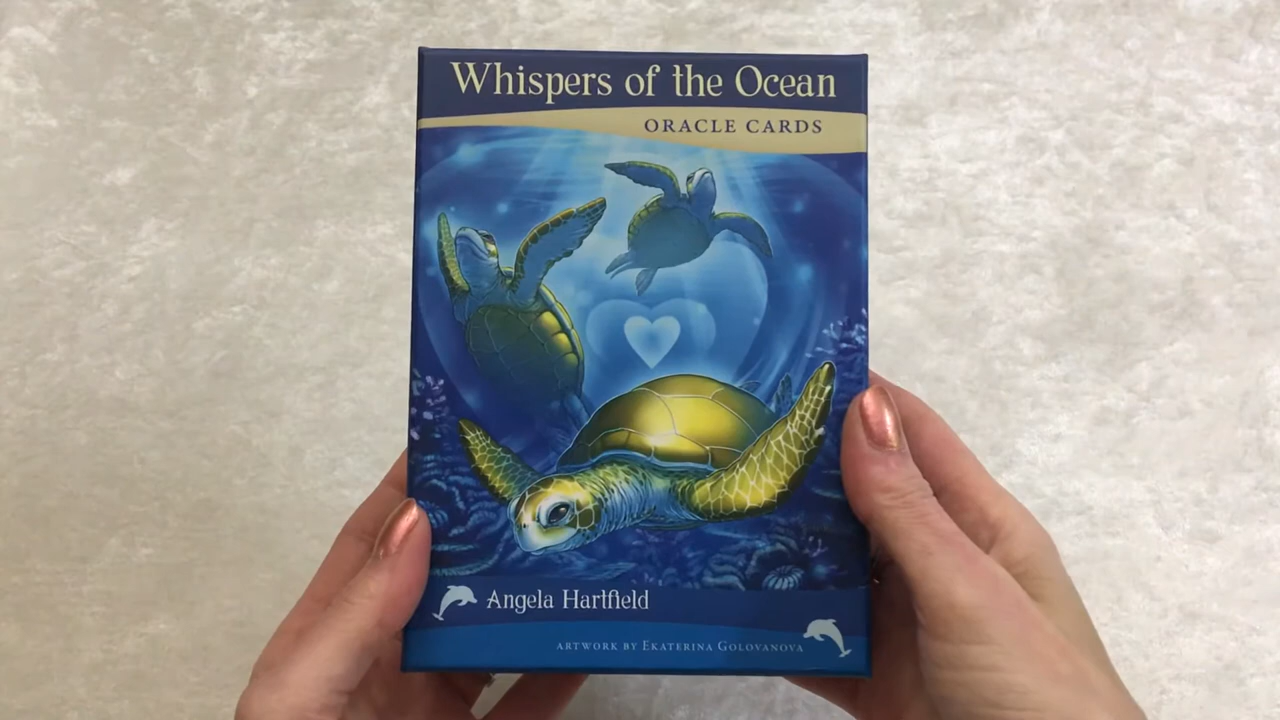 Whispers of the Ocean
ORACLE CARDS
Angela Hartfield
ARTWORK BY EKATERINA GOLOVANOVA